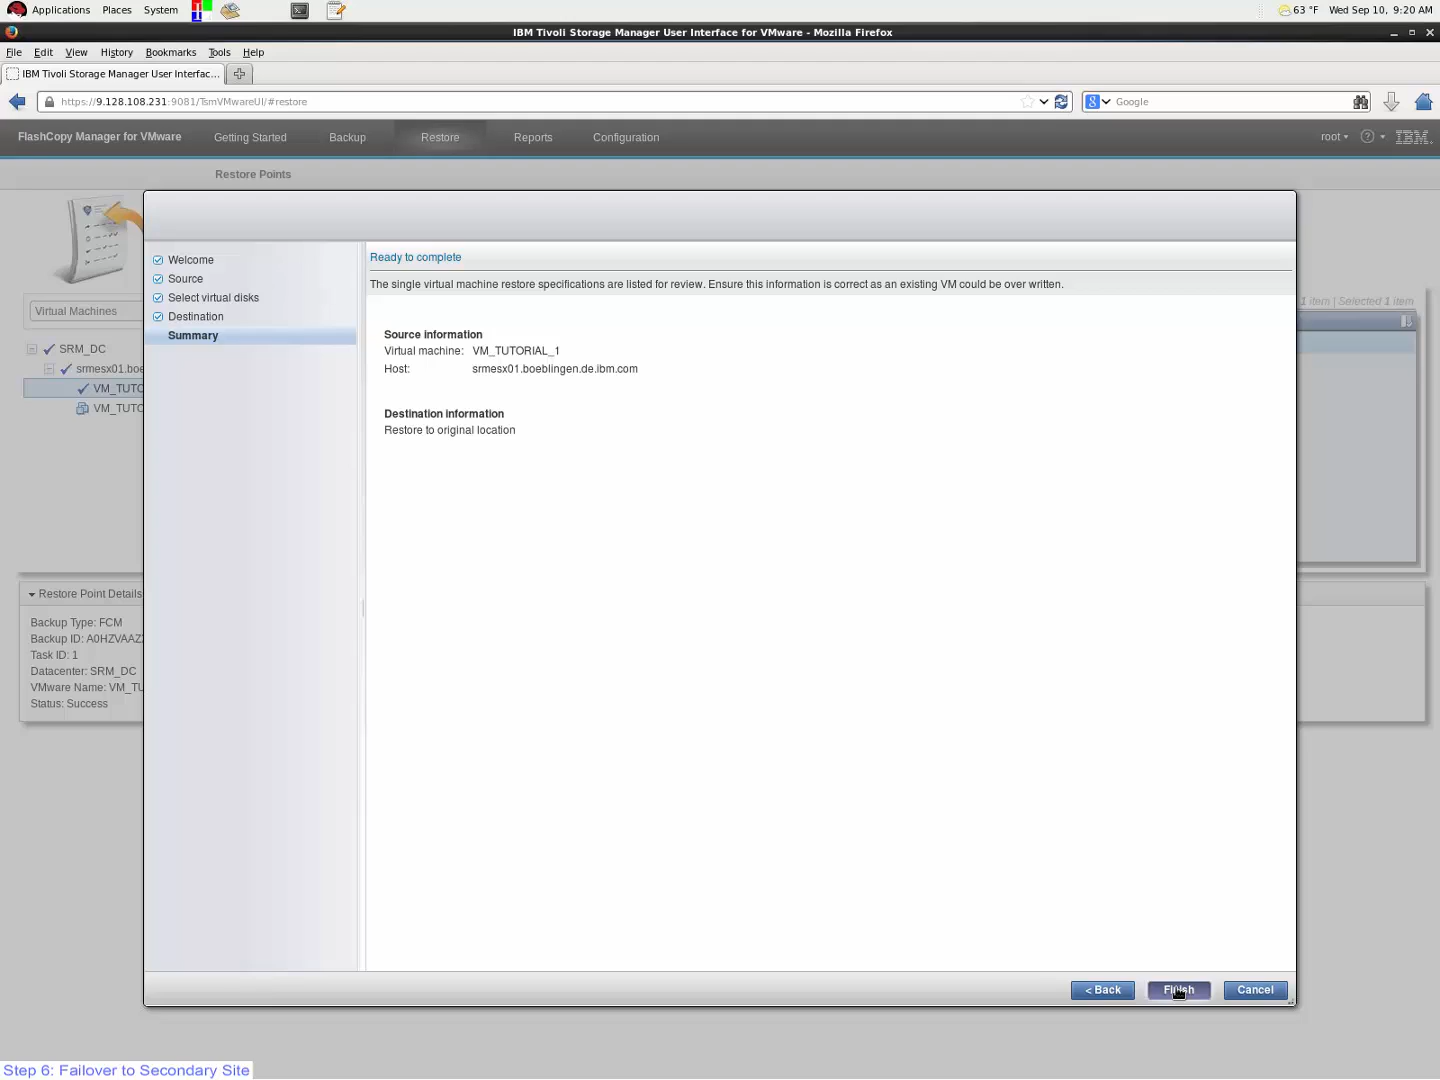 Applications Places System 63 °F Wed Sep 10, 9:20 AM
IBM Tivoli Storage Manager User Interface for VMware - Mozilla Firefox
File Edit View History Bookmarks Tools Help
IBM Tivoli Storage Manager User Interfac...
https://9.128.108.231:9081/TsmVMwareUI/#restore Google
FlashCopy Manager for VMware Getting Started Backup Restore Reports Configuration root IBM
Restore Points
Welcome
Source
Select virtual disks
Destination
Summary
Ready to complete
The single virtual machine restore specifications are listed for review. Ensure this information is correct as an existing VM could be over written.
Source information
Virtual machine: VM_TUTORIAL_1
Host: srmesx01.boeblingen.de.ibm.com
Destination information
Restore to original location
Virtual Machines
1 item | Selected 1 item
SRM_DC
srmesx01.boe
VM_TUTO
VM_TUTO
Restore Point Details
Backup Type: FCM
Backup ID: A0HZVAAZ
Task ID: 1
Datacenter: SRM_DC
VMware Name: VM_TU
Status: Success
< Back Finish Cancel
Step 6: Failover to Secondary Site